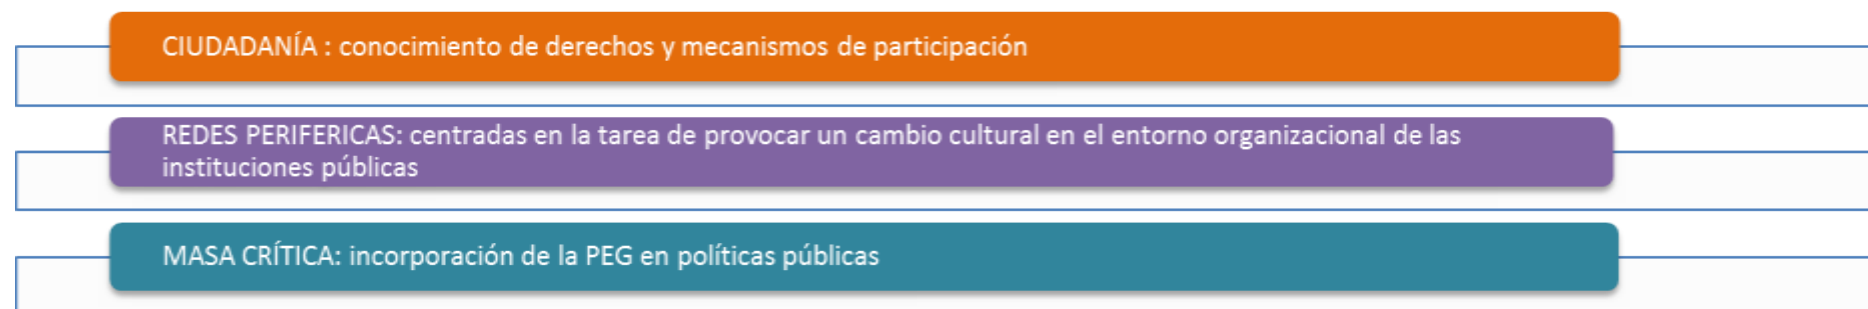 CIUDADANÍA : conocimiento de derechos y mecanismos de participación
REDES PERIFERICAS: centradas en la tarea de provocar un cambio cultural en el entorno organizacional de las
instituciones públicas
MASA CRÍTICA: incorporación de la PEG en políticas públicas